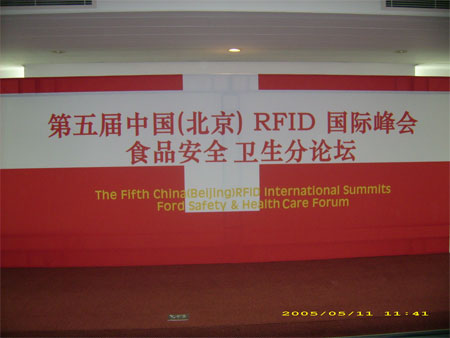 第五届中国(北京) RFID 国际峰会
食品安全 卫生分论坛
The Fifth China(Beijing)RFID International Summits
Ford Safety & Health Care Forum
2005/05/11 11:41